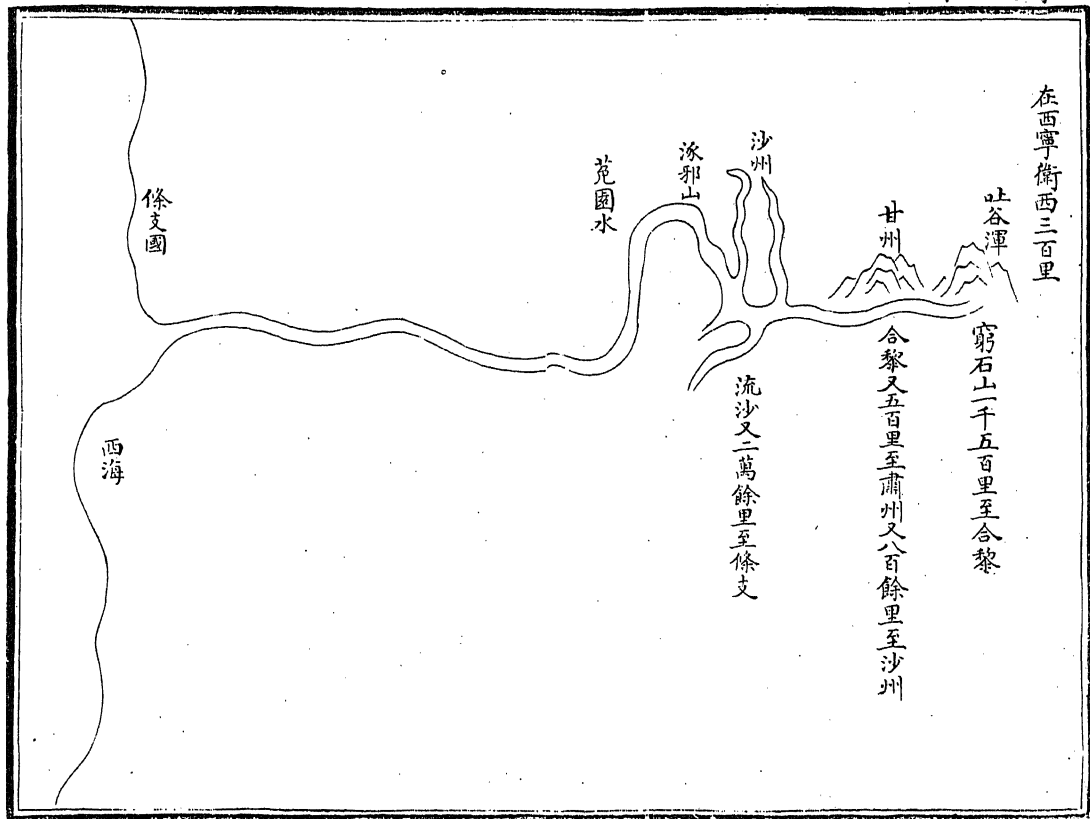 在西寧衛西三百里
吐谷渾
窮石山一千五百里至合黎
甘州
合黎又五百里至肅州又八百餘里至沙州
沙州
流沙又二萬餘里至條支
涿邪山
菀園水
條支國
西海